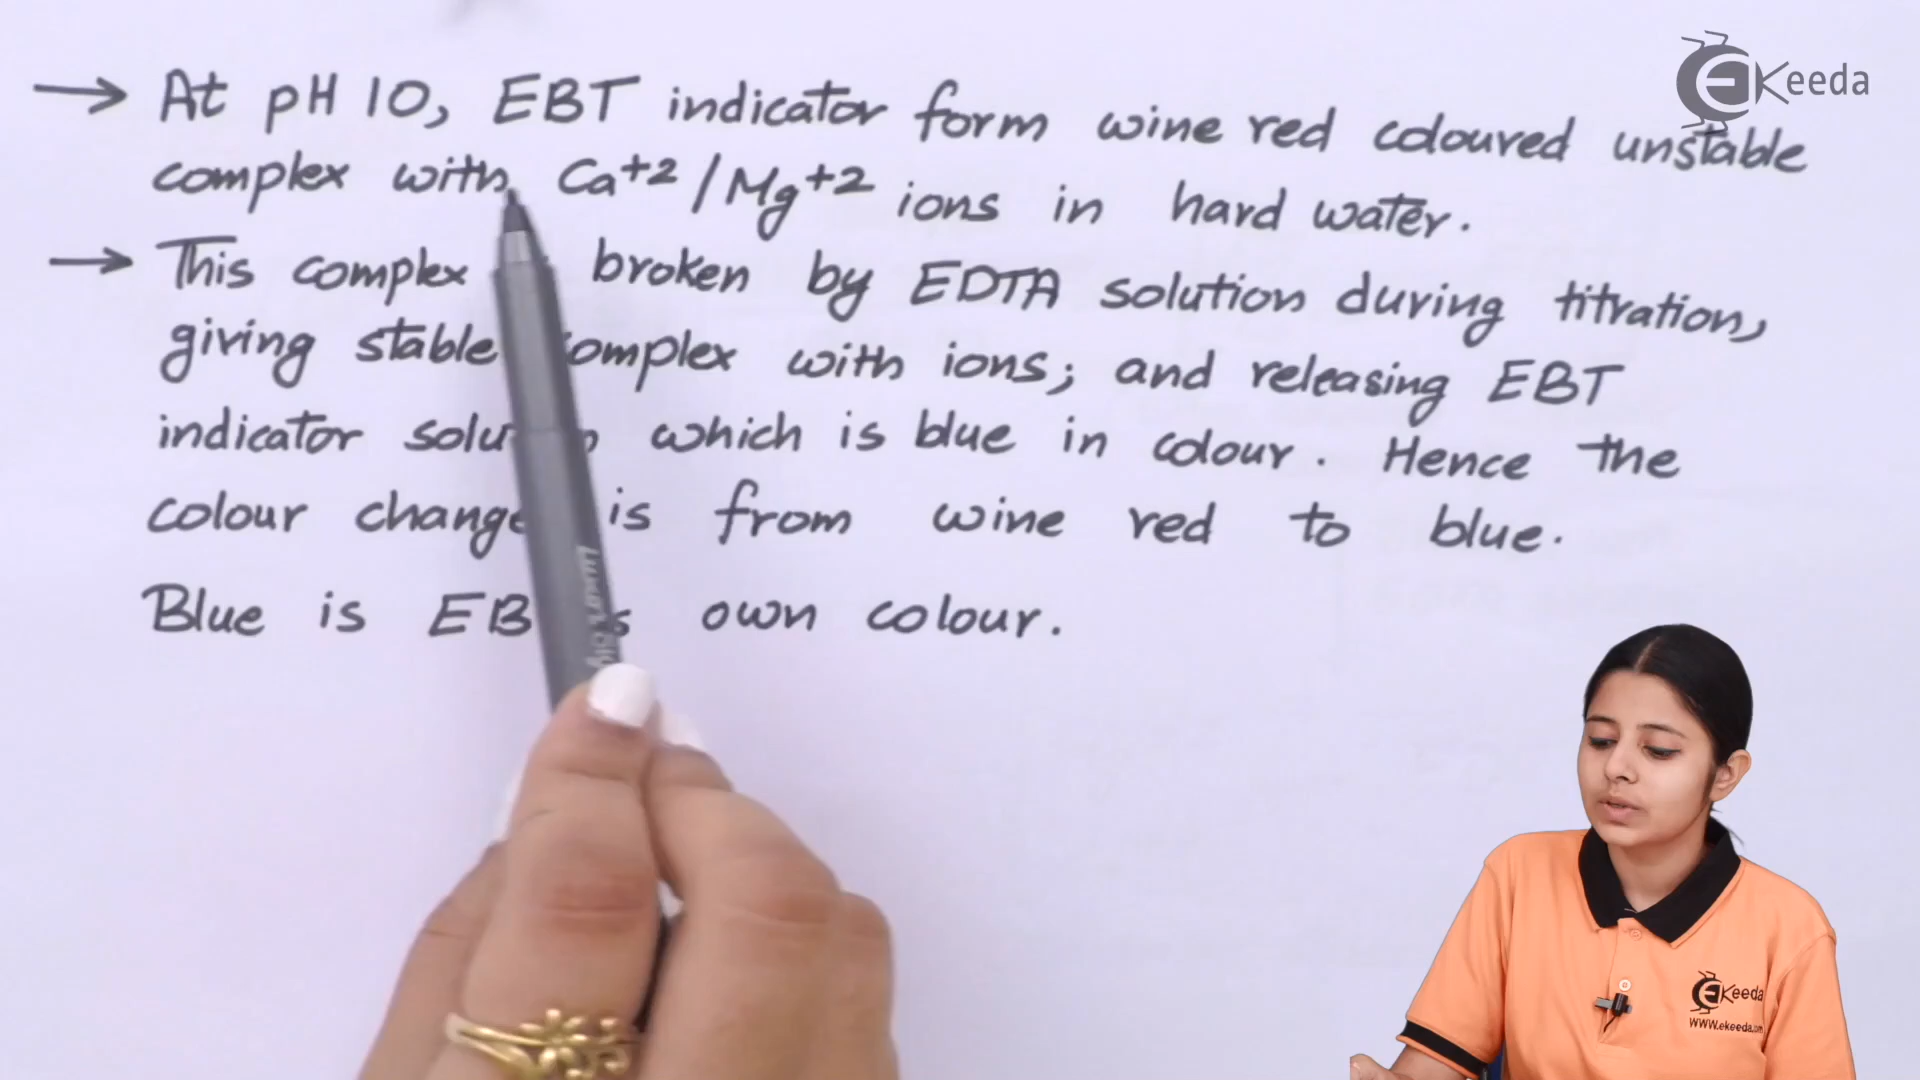 Keeda
→ At pH 10, EBT indicator form wine red coloured unstable
complex with Ca+2/Mg+2 ions in hard water.
→ This complex broken by EDTA solution during titration,
giving stable complex with ions; and releasing EBT
indicator which is blue in colour. Hence the
colour change is from wine red to blue.
Blue is own colour.
Keeda
www.ekeeda.com